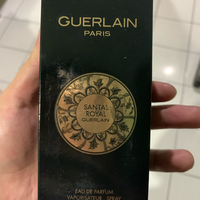 GUERLAIN
PARIS
SANTAL
ROYAL
GUERLAIN
EAU DE PARFUM
VAPORISATEUR . SPRAY